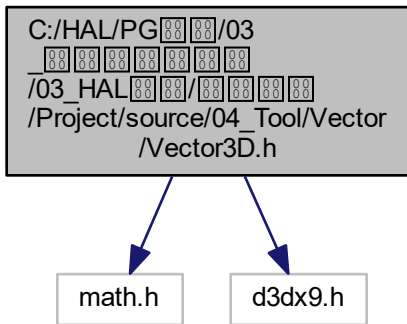 C:/HAL/PG/03
_
/03_HAL/
/Project/source/04_Tool/Vector
/Vector3D.h
math.h
d3dx9.h